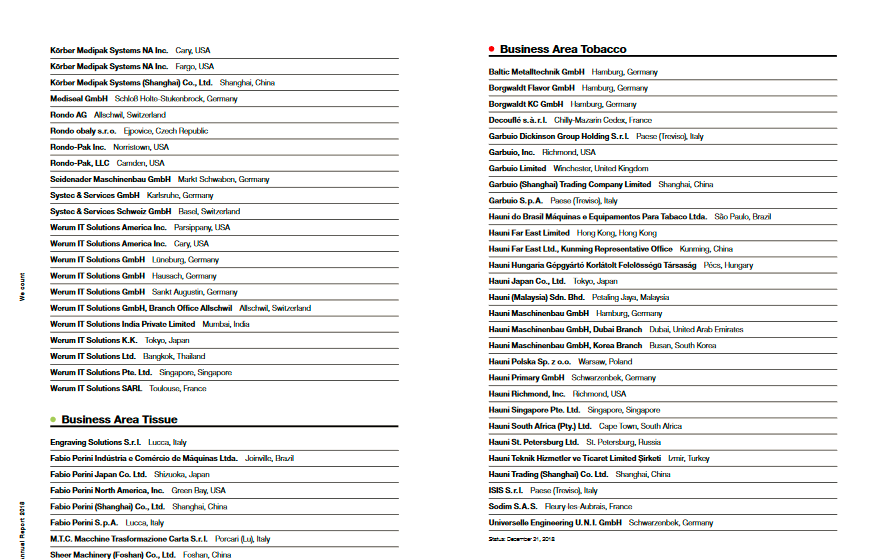 Körber Medipak Systems NA Inc. Cary, USA
Körber Medipak Systems NA Inc. Fargo, USA
Körber Medipak Systems (Shanghai) Co., Ltd. Shanghai, China
Mediseal GmbH Schloß Holte-Stukenbrock, Germany
Rondo AG Allschwil, Switzerland
Rondo obaly s.r.o. Ejpovice, Czech Republic
Rondo-Pak Inc. Norristown, USA
Rondo-Pak, LLC Camden, USA
Seidenader Maschinenbau GmbH Markt Schwaben, Germany
Systec & Services GmbH Karlsruhe, Germany
Systec & Services Schweiz GmbH Basel, Switzerland
Werum IT Solutions America Inc. Parsippany, USA
Werum IT Solutions America Inc. Cary, USA
Werum IT Solutions GmbH Lüneburg, Germany
Werum IT Solutions GmbH Hausach, Germany
Werum IT Solutions GmbH Sankt Augustin, Germany
Werum IT Solutions GmbH, Branch Office Allschwil Allschwil, Switzerland
Werum IT Solutions India Private Limited Mumbai, India
Werum IT Solutions K.K. Tokyo, Japan
Werum IT Solutions Ltd. Bangkok, Thailand
Werum IT Solutions Pte. Ltd. Singapore, Singapore
Werum IT Solutions SARL Toulouse, France
Business Area Tissue
Engraving Solutions S.r.l. Lucca, Italy
Fabio Perini Indústria e Comércio de Máquinas Ltda. Joinville, Brazil
Fabio Perini Japan Co. Ltd. Shizuoka, Japan
Fabio Perini North America, Inc. Green Bay, USA
Fabio Perini (Shanghai) Co., Ltd. Shanghai, China
Fabio Perini S.p.A. Lucca, Italy
M.T.C. Macchine Trasformazione Carta S.r.l. Porcari (Lu), Italy
Sheer Machinery (Foshan) Co., Ltd. Foshan, China
Business Area Tobacco
Baltic Metalltechnik GmbH Hamburg, Germany
Borgwaldt Flavor GmbH Hamburg, Germany
Borgwaldt KC GmbH Hamburg, Germany
Decouflé s.à.r.l. Chilly-Mazarin Cedex, France
Garbuio Dickinson Group Holding S.r.l. Paese (Treviso), Italy
Garbuio, Inc. Richmond, USA
Garbuio Limited Winchester, United Kingdom
Garbuio (Shanghai) Trading Company Limited Shanghai, China
Garbuio S.p.A. Paese (Treviso), Italy
Hauni do Brasil Máquinas e Equipamentos Para Tabaco Ltda. São Paulo, Brazil
Hauni Far East Limited Hong Kong, Hong Kong
Hauni Far East Ltd., Kunming Representative Office Kunming, China
Hauni Hungaria Gépgyártó Korlátolt Felelösségü Társaság Pécs, Hungary
Hauni Japan Co., Ltd. Tokyo, Japan
Hauni (Malaysia) Sdn. Bhd. Petaling Jaya, Malaysia
Hauni Maschinenbau GmbH Hamburg, Germany
Hauni Maschinenbau GmbH, Dubai Branch Dubai, United Arab Emirates
Hauni Maschinenbau GmbH, Korea Branch Busan, South Korea
Hauni Polska Sp. z o.o. Warsaw, Poland
Hauni Primary GmbH Schwarzenbek, Germany
Hauni Richmond, Inc. Richmond, USA
Hauni Singapore Pte. Ltd. Singapore, Singapore
Hauni South Africa (Pty.) Ltd. Cape Town, South Africa
Hauni St. Petersburg Ltd. St. Petersburg, Russia
Hauni Teknik Hizmetler ve Ticaret Limited Şirketi Izmir, Turkey
Hauni Trading (Shanghai) Co. Ltd. Shanghai, China
ISIS S.r.l. Paese (Treviso), Italy
Sodim S.A.S. Fleury-les-Aubrais, France
Universelle Engineering U.N.I. GmbH Schwarzenbek, Germany
Status: December 31, 2018
We count
nnual Report 2018